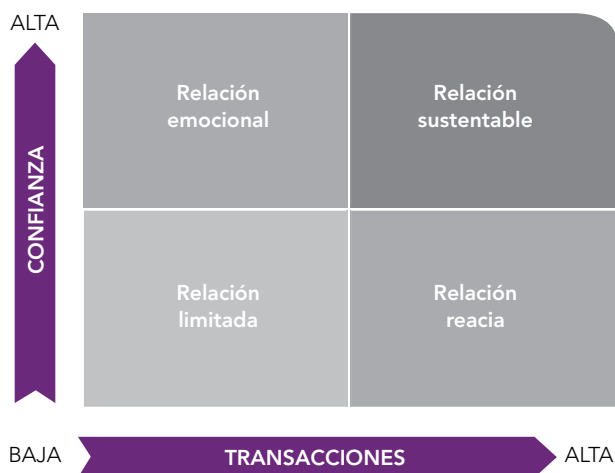 ALTA
Relación
emocional
Relación
sustentable
CONFIANZA
Relación
limitada
Relación
reacia
BAJA
TRANSACCIONES
ALTA